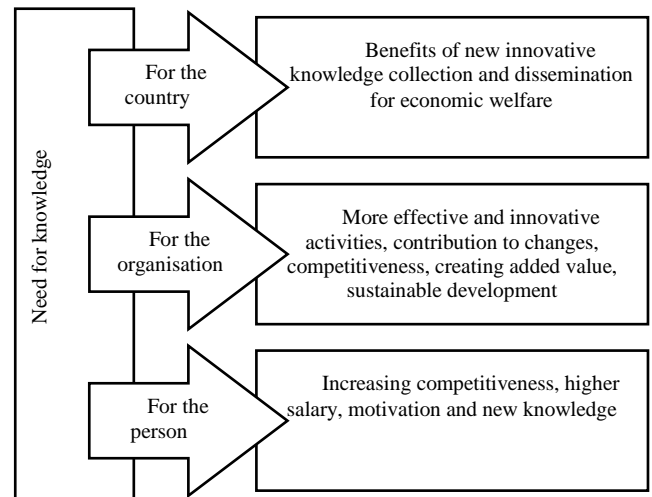 Need for knowledge
For the
country
Benefits of new innovative
knowledge collection and dissemination
for economic welfare
For the
organisation
More effective and innovative
activities, contribution to changes,
competitiveness, creating added value,
sustainable development
For the
person
Increasing competitiveness, higher
salary, motivation and new knowledge